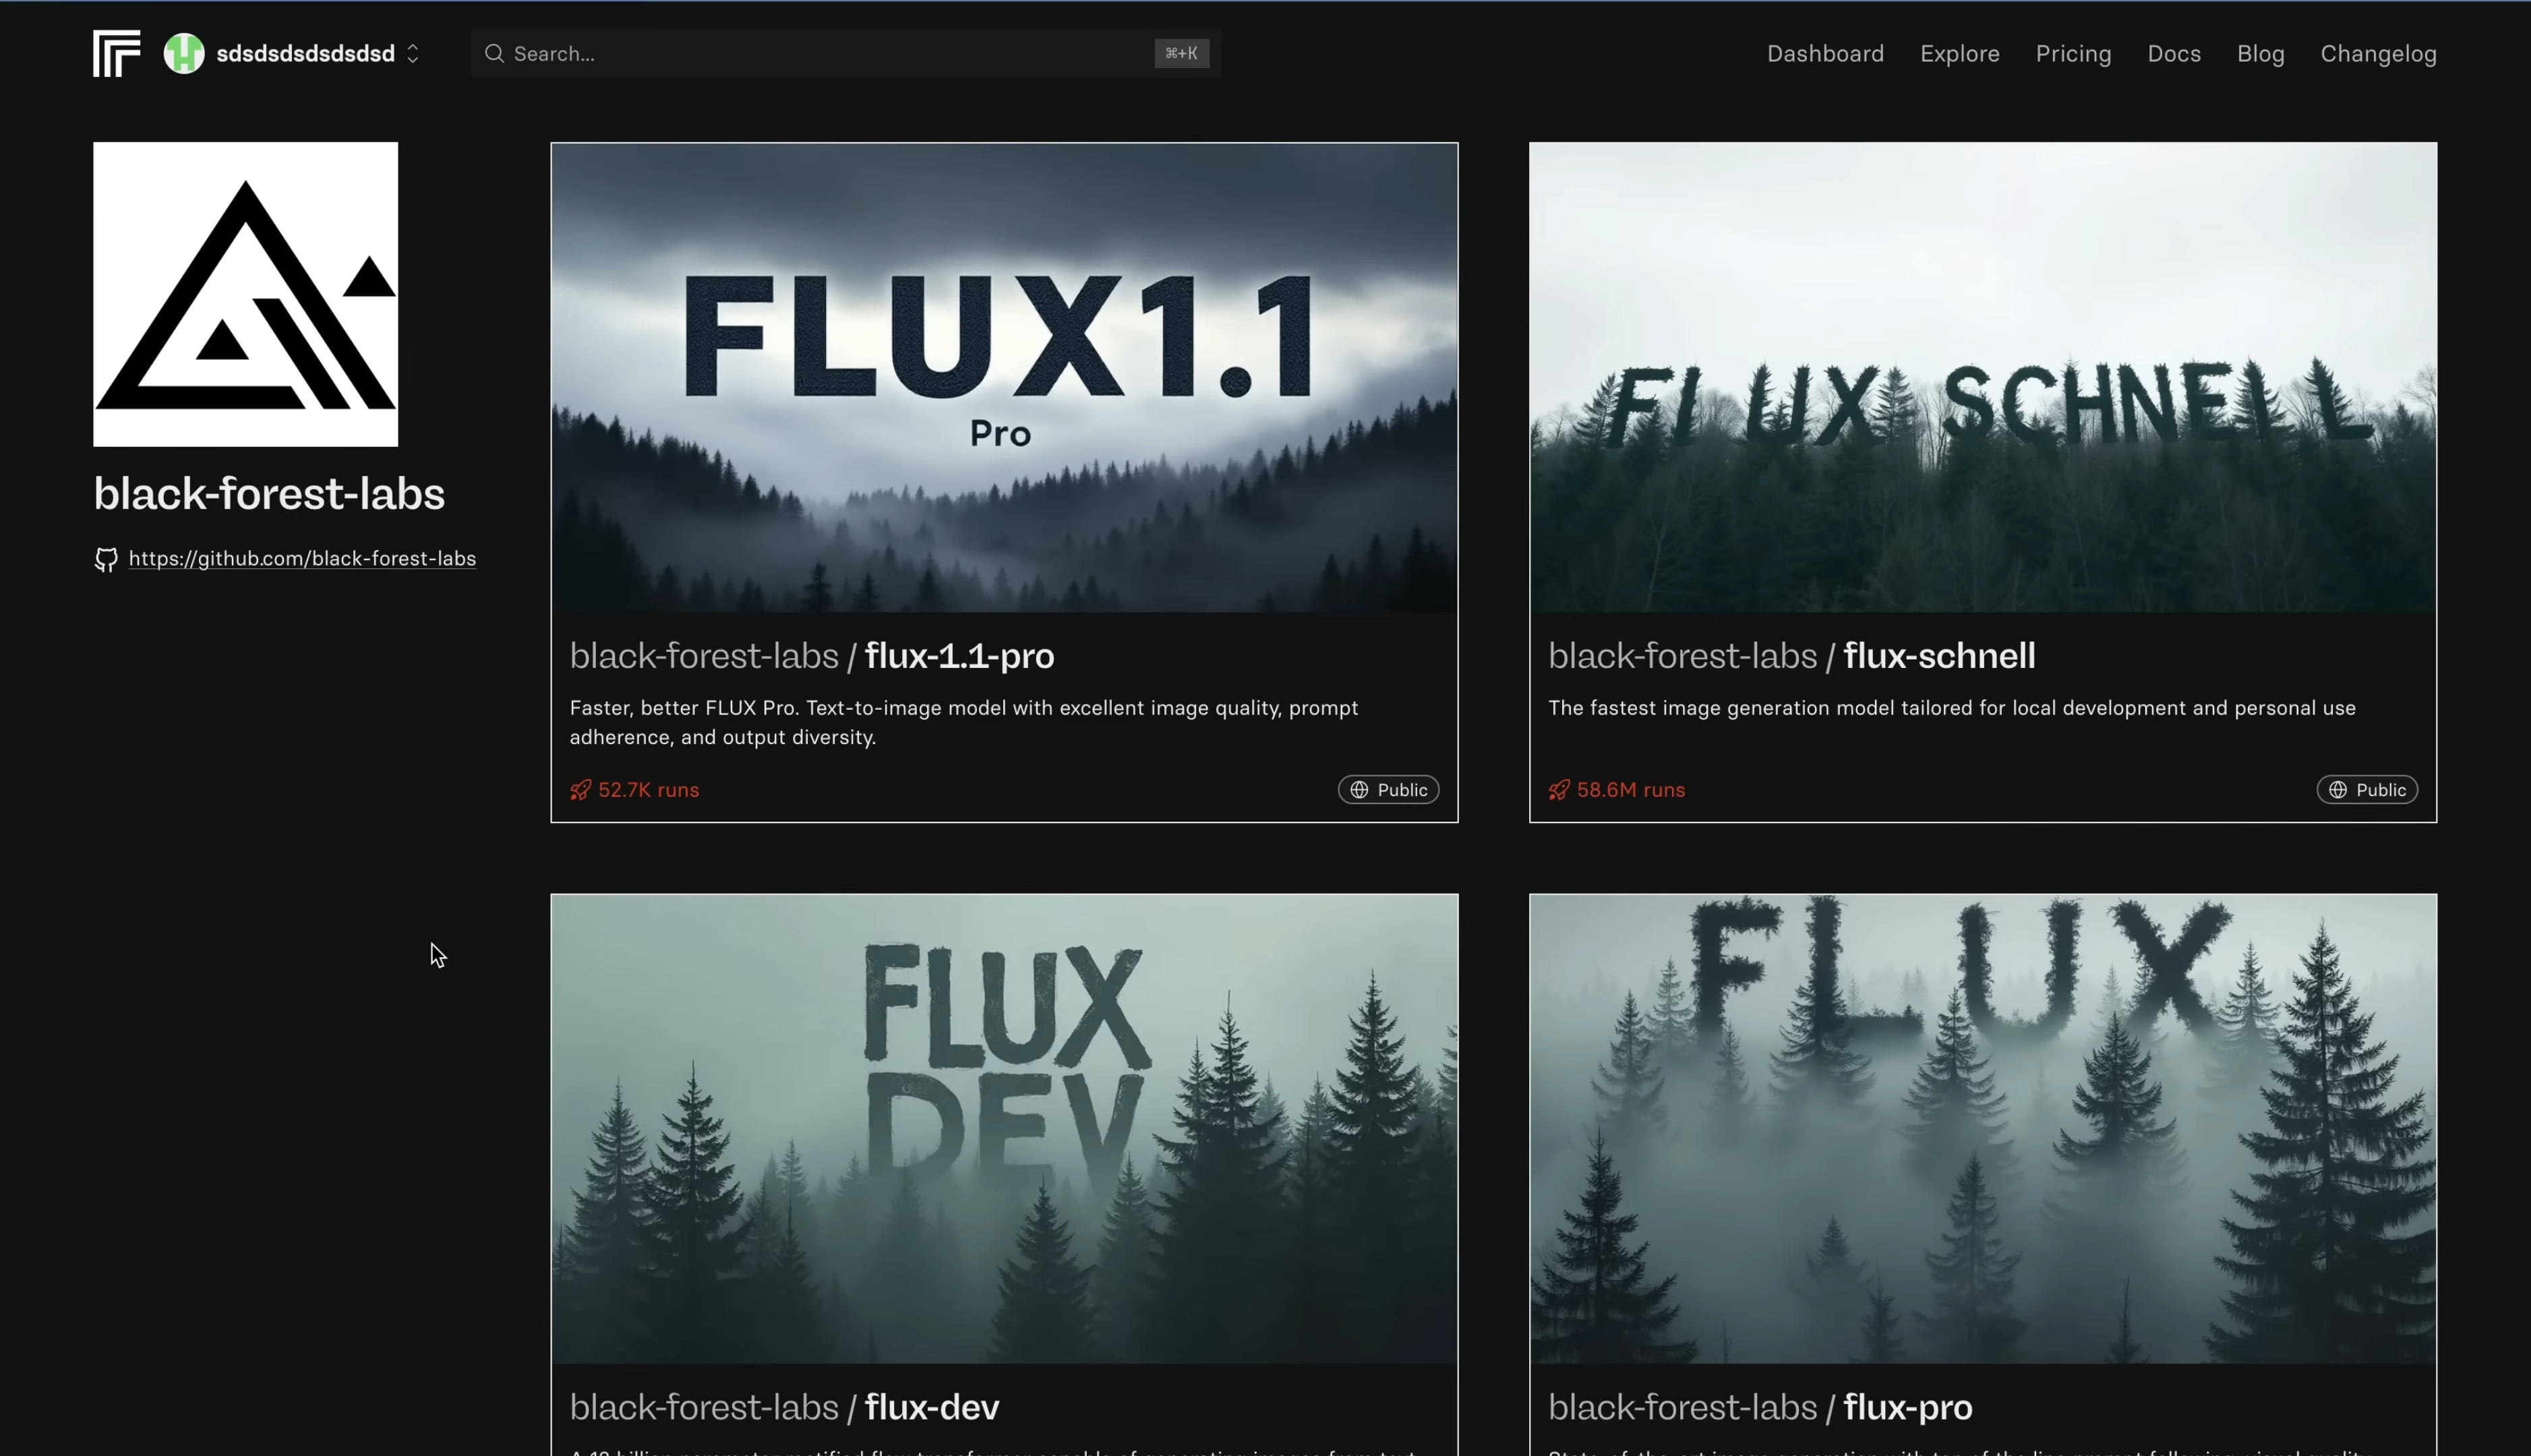 sdsdsdsdsdsdsd
Search...
⌘+K
Dashboard
Explore
Pricing
Docs
Blog
Changelog
black-forest-labs
https://github.com/black-forest-labs
FLUX1.1
Pro
black-forest-labs / flux-1.1-pro
Faster, better FLUX Pro. Text-to-image model with excellent image quality, prompt
adherence, and output diversity.
52.7K runs
Public
FLUX SCHNELL
black-forest-labs / flux-schnell
The fastest image generation model tailored for local development and personal use
58.6M runs
Public
FLUX
DEV
black-forest-labs / flux-dev
FLUX
black-forest-labs / flux-pro